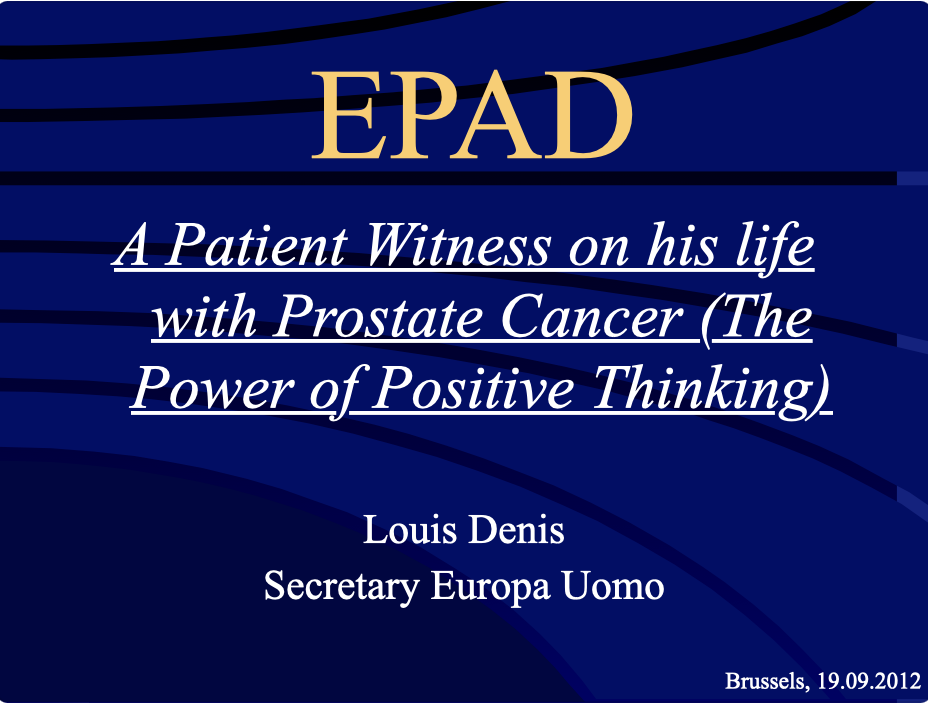 EPAD
A Patient Witness on his life
with Prostate Cancer (The
Power of Positive Thinking)
Louis Denis
Secretary Europa Uomo
Brussels, 19.09.2012